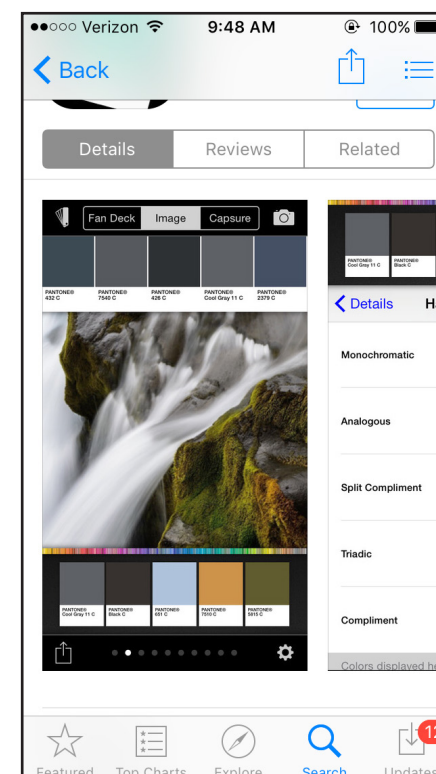 Verizon 9:48 AM 100%
Back
Details Reviews Related
Fan Deck Image Capsure
PANTONE® 432 C
PANTONE® 7540 C
PANTONE® 426 C
PANTONE® Cool Gray 11 C
PANTONE® 2379 C
PANTONE® Cool Gray 11 C
PANTONE® Black C
PANTONE® 651 C
PANTONE® 7510 C
PANTONE® 5815 C
PANTONE® Cool Gray 11 C
PANTONE® Black C
Details
Monochromatic
Analogous
Split Compliment
Triadic
Compliment
Colors displayed
Featured Top Charts Explore Search Updates
12